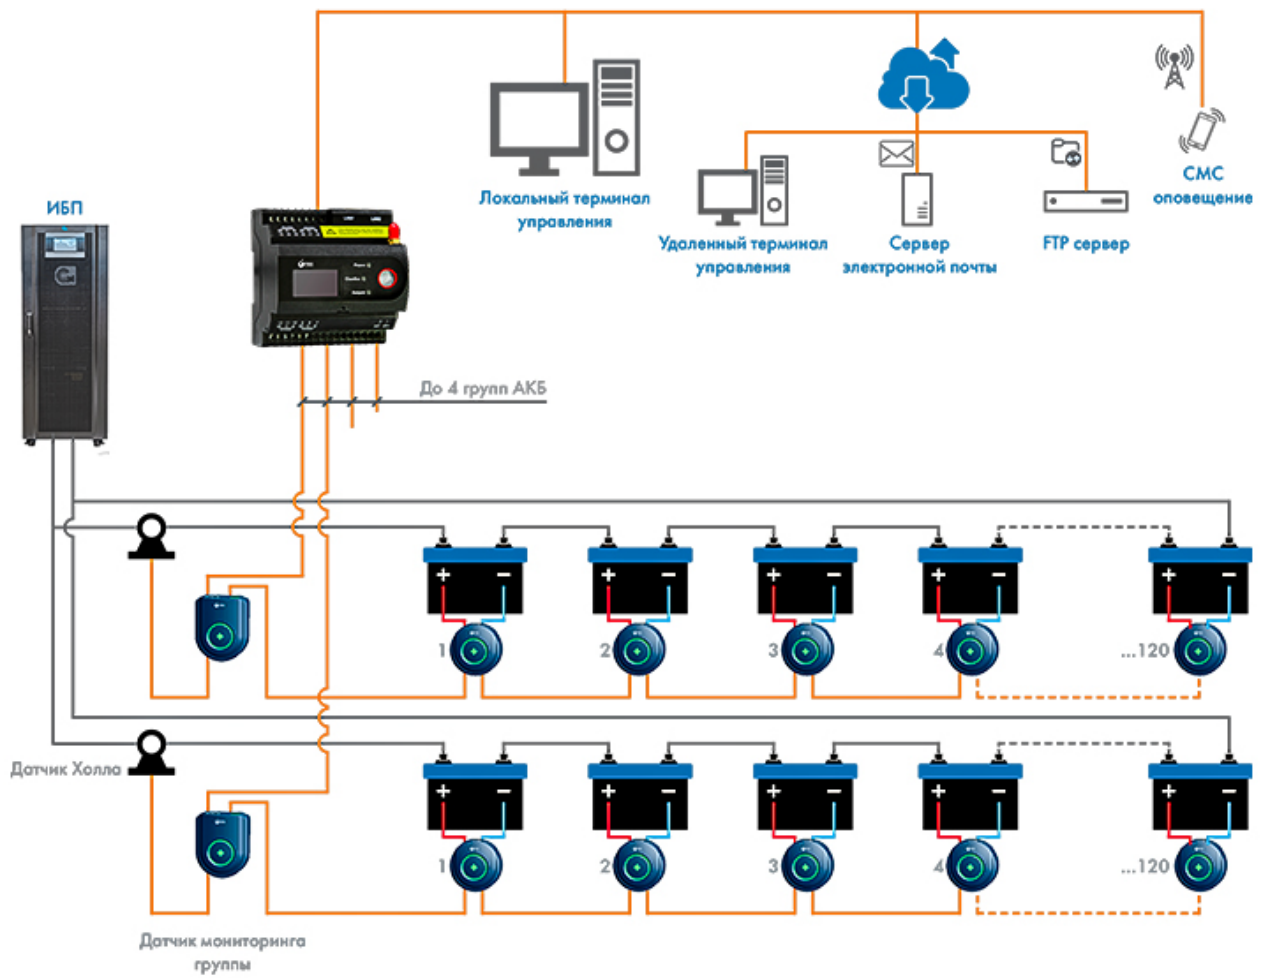 Локальный терминал
управления
СМС
оповещение
ИБП
Удаленный терминал
управления
Сервер
электронной почты
FTP сервер
До 4 групп АКБ
+ −
+ −
+ −
+ −
+ −
1
2
3
4
...120
Датчик Холла
+ −
+ −
+ −
+ −
+ −
1
2
3
4
...120
Датчик мониторинга
группы